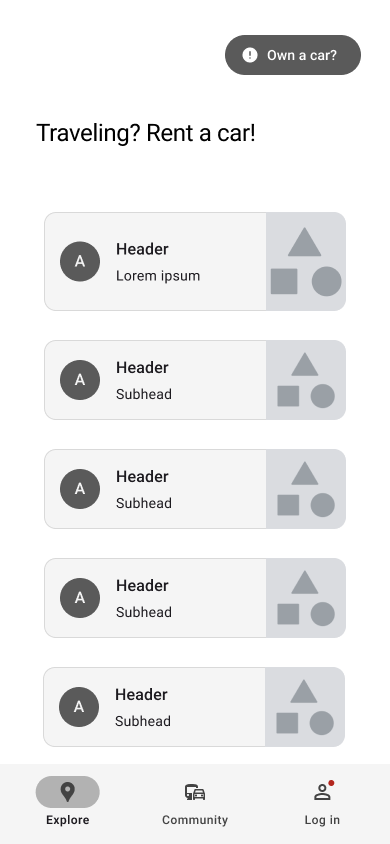 Own a car?
Traveling? Rent a car!
A
Header
Lorem ipsum
A
Header
Subhead
A
Header
Subhead
A
Header
Subhead
A
Header
Subhead
Explore
Community
Log in